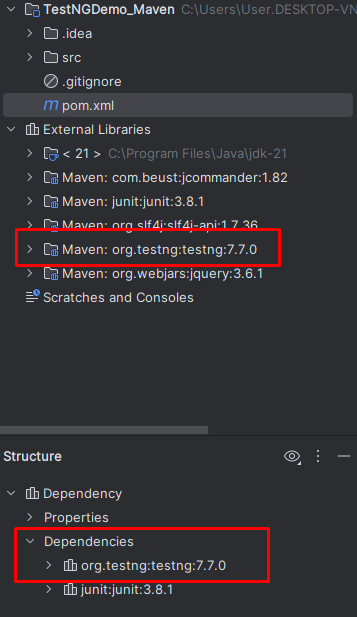 TestNGDemo_Maven C:\Users\User.DESKTOP-VN
.idea
src
.gitignore
m pom.xml
External Libraries
< 21 > C:\Program Files\Java\jdk-21
Maven: com.beust:jcommander:1.82
Maven: junit:junit:3.8.1
Maven: org.slf4j:slf4j-api:1.7.36
Maven: org.testng:testng:7.7.0
Maven: org.webjars:jquery:3.6.1
Scratches and Consoles
Structure
Dependency
Properties
Dependencies
org.testng:testng:7.7.0
junit:junit:3.8.1